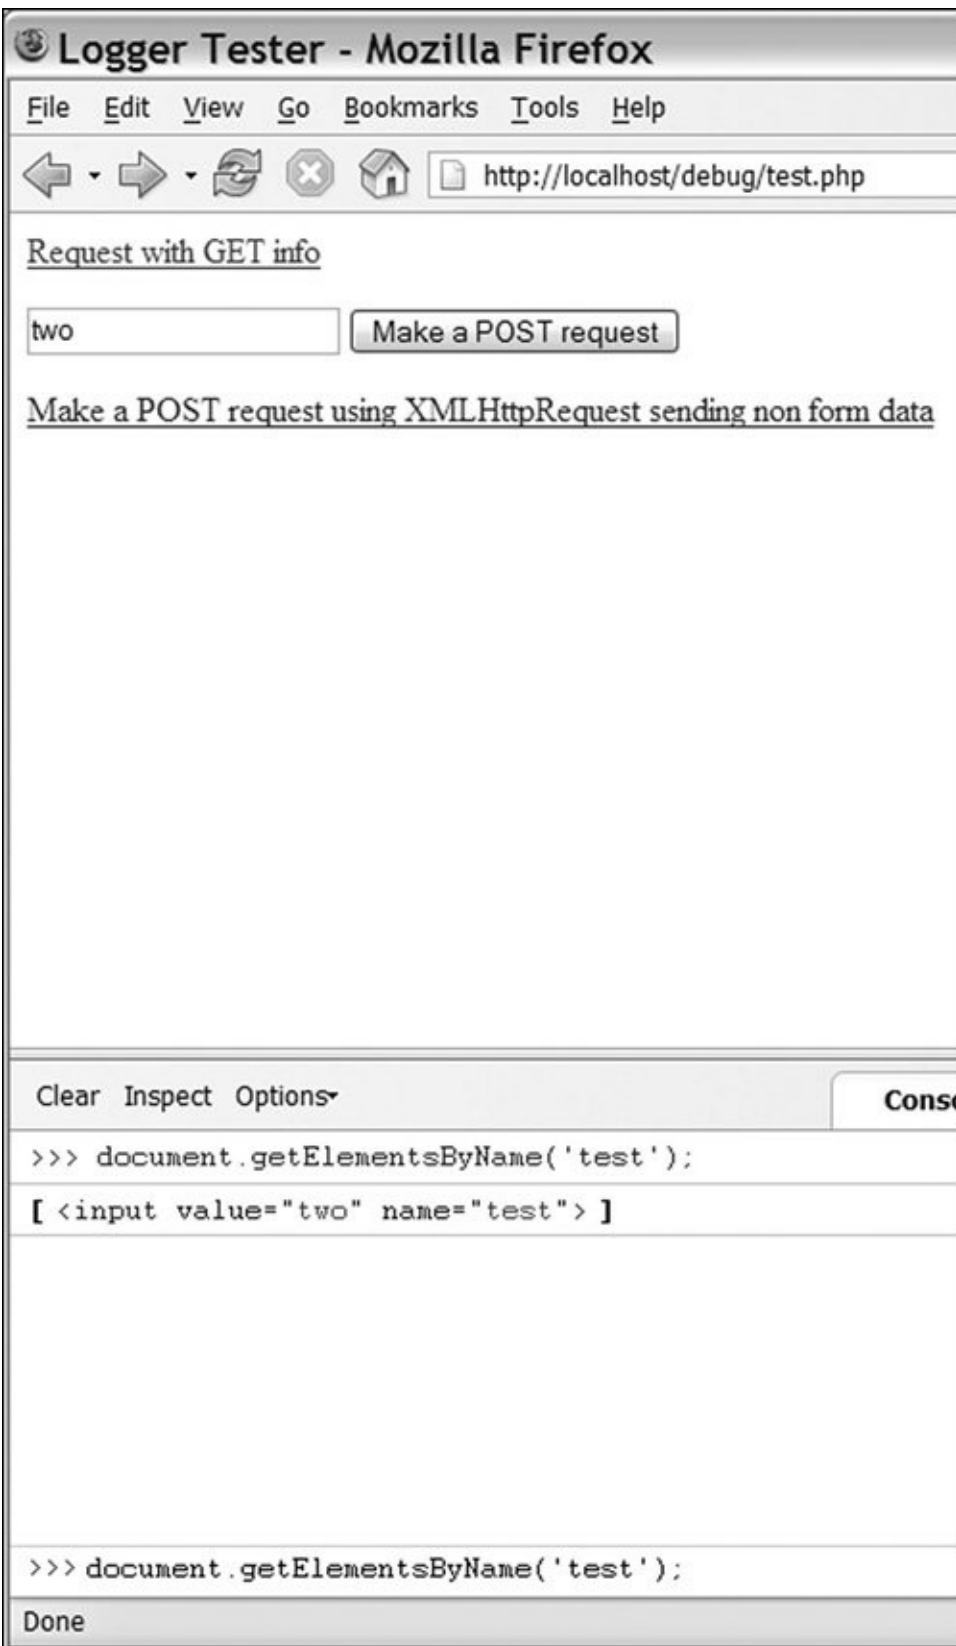 Logger Tester - Mozilla Firefox
File Edit View Go Bookmarks Tools Help
http://localhost/debug/test.php
Request with GET info
two Make a POST request
Make a POST request using XMLHttpRequest sending non form data
Clear Inspect Options
>>> document.getElementsByName('test');
[ <input value="two" name="test"> ]
>>> document.getElementsByName('test');
Done